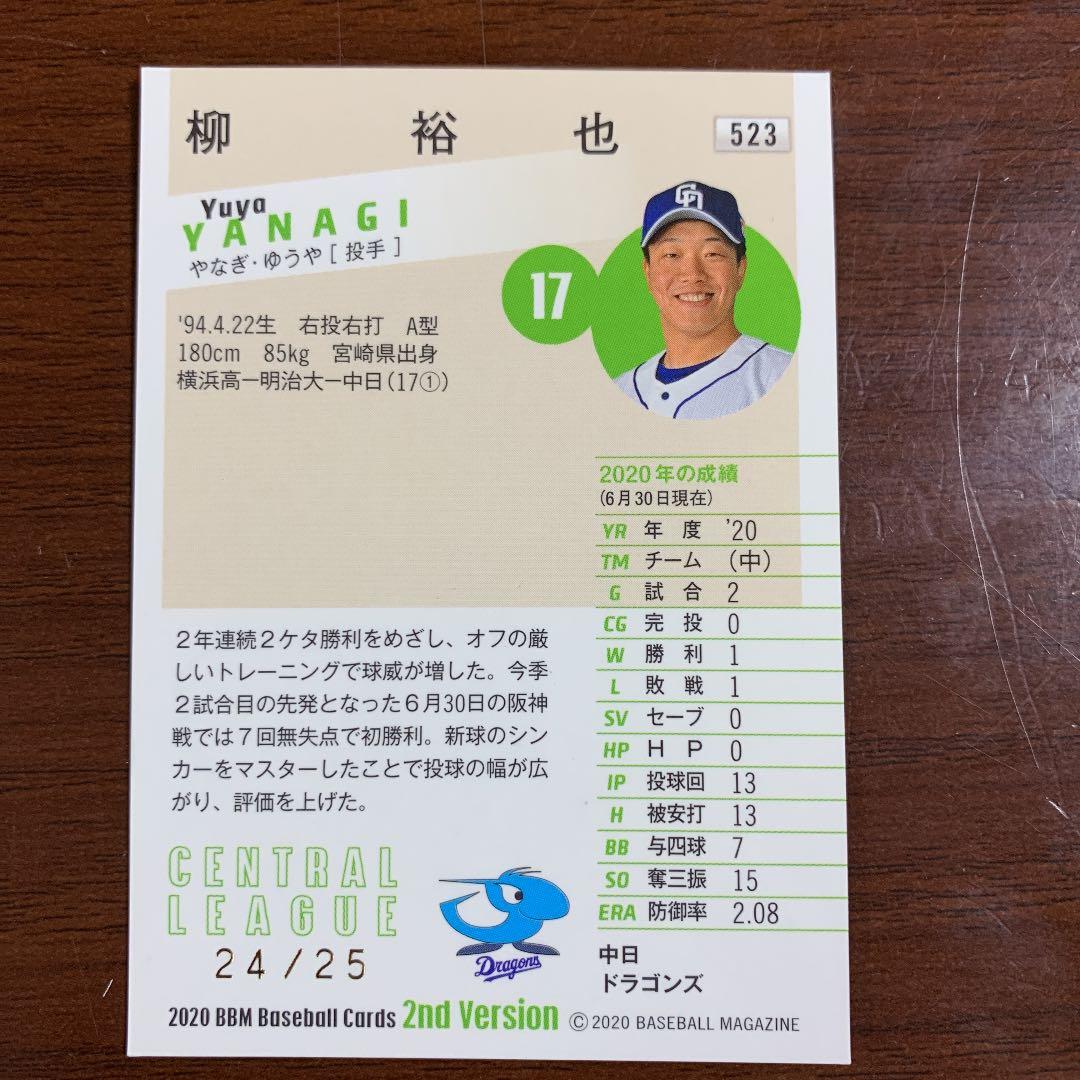 柳 裕 也
523
Yuya
YANAGI
やなぎ・ゆうや [ 投手 ]
17
'94.4.22生 右投右打 A型
180cm 85kg 宮崎県出身
横浜高ー明治大ー中日(17①)
2020年の成績
(6月30日現在)
YR 年度 '20
TM チーム (中)
G 試合 2
CG 完投 0
W 勝利 1
L 敗戦 1
SV セーブ 0
HP H P 0
IP 投球回 13
H 被安打 13
BB 与四球 7
SO 奪三振 15
ERA 防御率 2.08
中日
ドラゴンズ
2年連続2ケタ勝利をめざし、オフの厳
しいトレーニングで球威が増した。今季
2試合目の先発となった6月30日の阪神
戦では7回無失点で初勝利。新球のシン
カーをマスターしたことで投球の幅が広
がり、評価を上げた。
CENTRAL
LEAGUE
24/25
Dragons
2020 BBM Baseball Cards 2nd Version © 2020 BASEBALL MAGAZINE